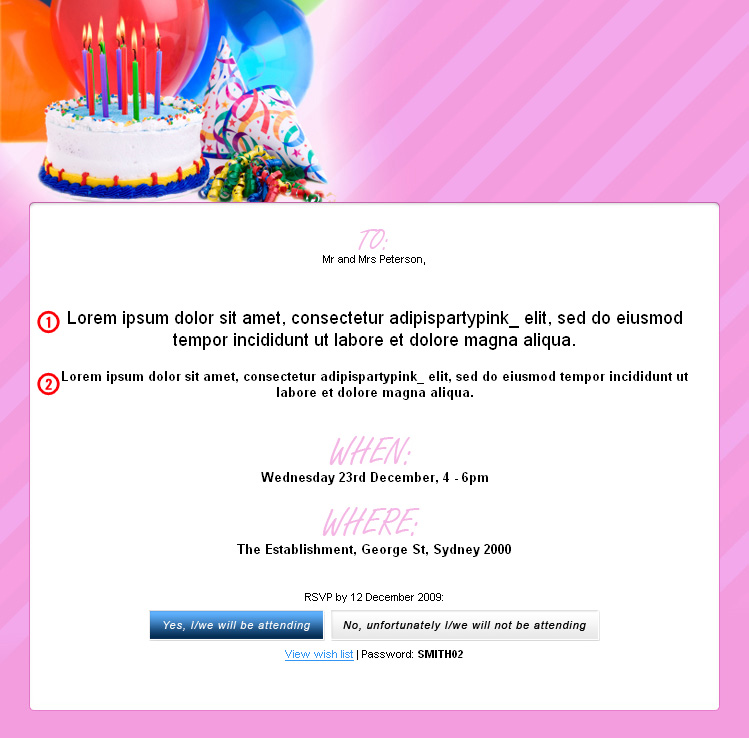 TO:
Mr and Mrs Peterson,
1 Lorem ipsum dolor sit amet, consectetur adipispartypink_ elit, sed do eiusmod
tempor incididunt ut labore et dolore magna aliqua.
2 Lorem ipsum dolor sit amet, consectetur adipispartypink_ elit, sed do eiusmod tempor incididunt ut
labore et dolore magna aliqua.
WHEN:
Wednesday 23rd December, 4 - 6pm
WHERE:
The Establishment, George St, Sydney 2000
RSVP by 12 December 2009:
Yes, I/we will be attending No, unfortunately I/we will not be attending
View wish list | Password: SMITH02